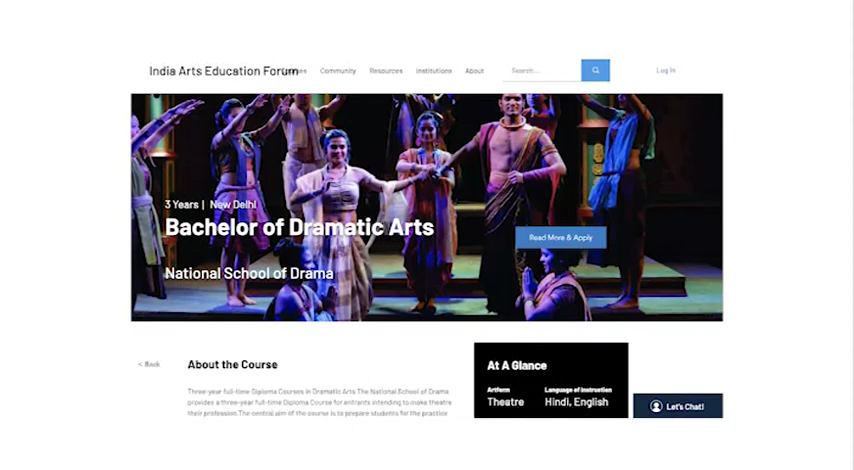 India Arts Education Forum
Community
Resources
Institutions
About
Search...
Log In
3 Years | New Delhi
Bachelor of Dramatic Arts
Read More & Apply
National School of Drama
< Back
About the Course
Three-year full-time Diploma Courses in Dramatic Arts The National School of Drama
provides a three-year full-time Diploma Course for entrants intending to make theatre
their profession.The central aim of the course is to prepare students for the practice
At A Glance
Artform
Language of Instruction
Theatre
Hindi, English
Let's Chat!